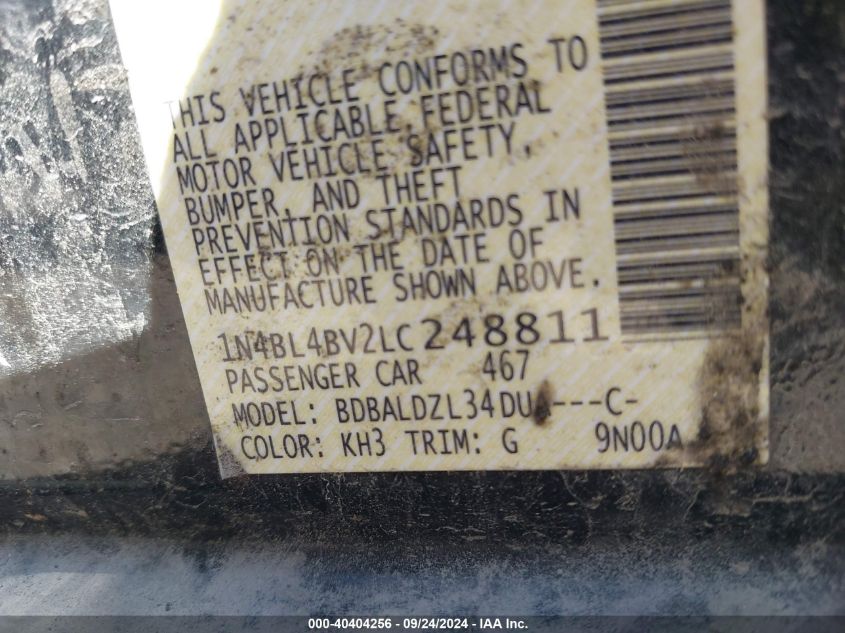 THIS VEHICLE CONFORMS TO
ALL APPLICABLE FEDERAL
MOTOR VEHICLE SAFETY,
BUMPER, AND THEFT
PREVENTION STANDARDS IN
EFFECT ON THE DATE OF
MANUFACTURE SHOWN ABOVE.
1N4BL4BV2LC248811
PASSENGER CAR 467
MODEL: BDBALDZL34DUA---C-
COLOR: KH3 TRIM: G 9N00A
000-40404256 - 09/24/2024 - IAA Inc.